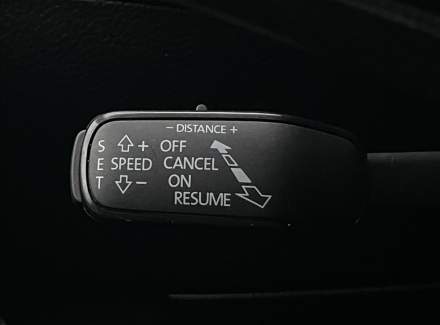 - DISTANCE +
S + OFF
E SPEED CANCEL
T - ON
RESUME